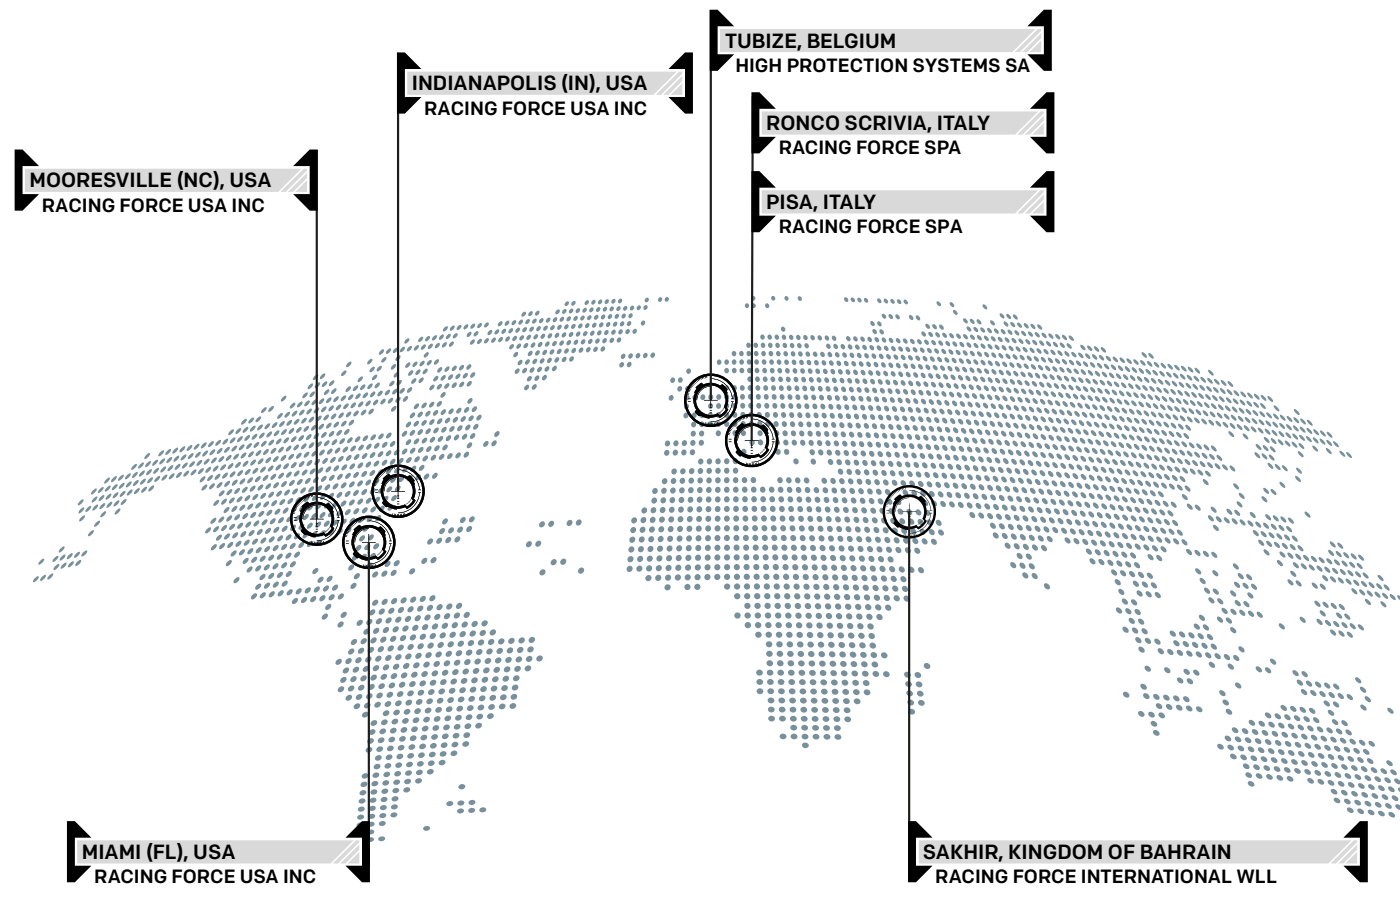 TUBIZE, BELGIUM
HIGH PROTECTION SYSTEMS SA
INDIANAPOLIS (IN), USA
RACING FORCE USA INC
RONCO SCRIVIA, ITALY
RACING FORCE SPA
MOORESVILLE (NC), USA
RACING FORCE USA INC
PISA, ITALY
RACING FORCE SPA
MIAMI (FL), USA
RACING FORCE USA INC
SAKHIR, KINGDOM OF BAHRAIN
RACING FORCE INTERNATIONAL WLL